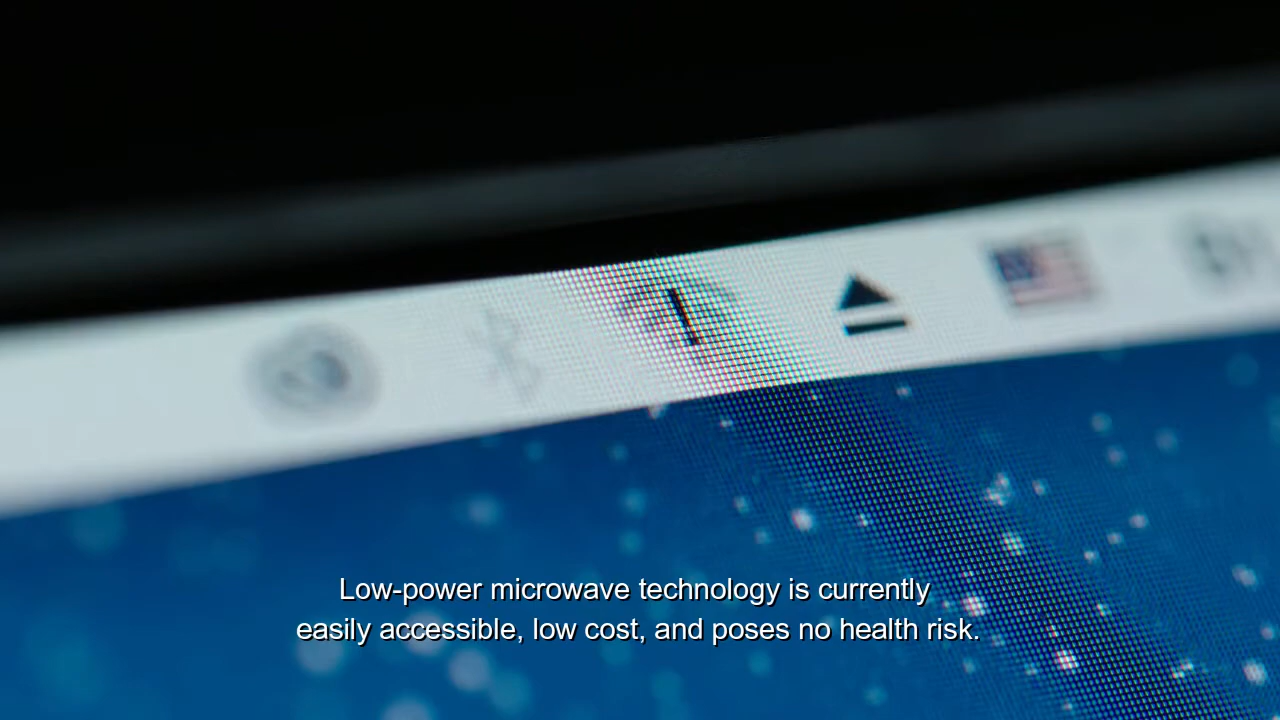 Low-power microwave technology is currently
easily accessible, low cost, and poses no health risk.